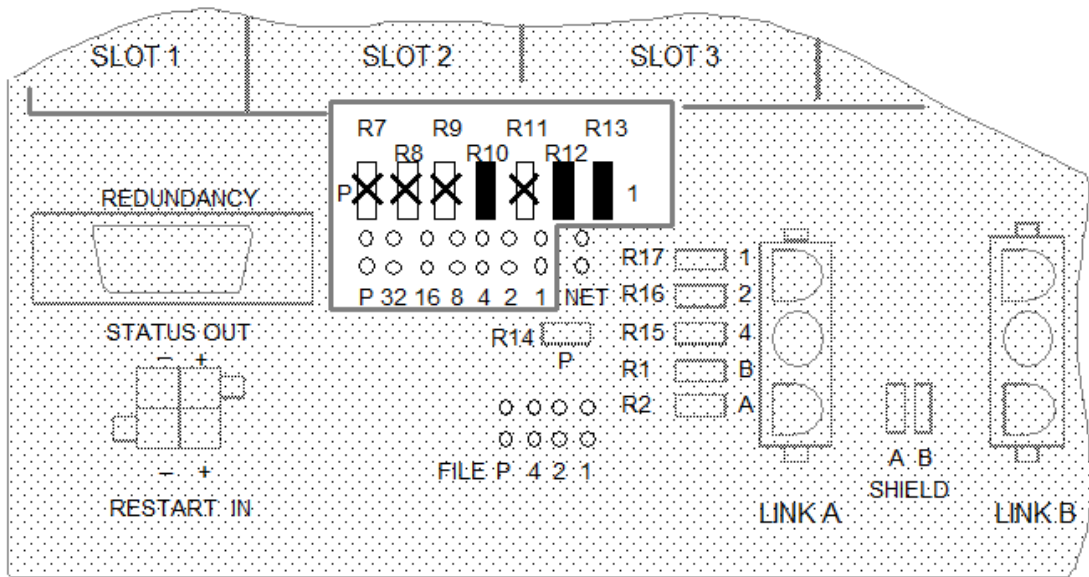 SLOT 1 SLOT 2 SLOT 3
R7 R9 R11 R13
R8 R10 R12
P 1
REDUNDANCY
R17 1
P 32 16 8 4 2 1 NET
R16 2
STATUS OUT
– +
R14 R15 4
P
R1 B
R2 A
FILE P 4 2 1
– +
RESTART IN
A B
SHIELD
LINK A LINK B